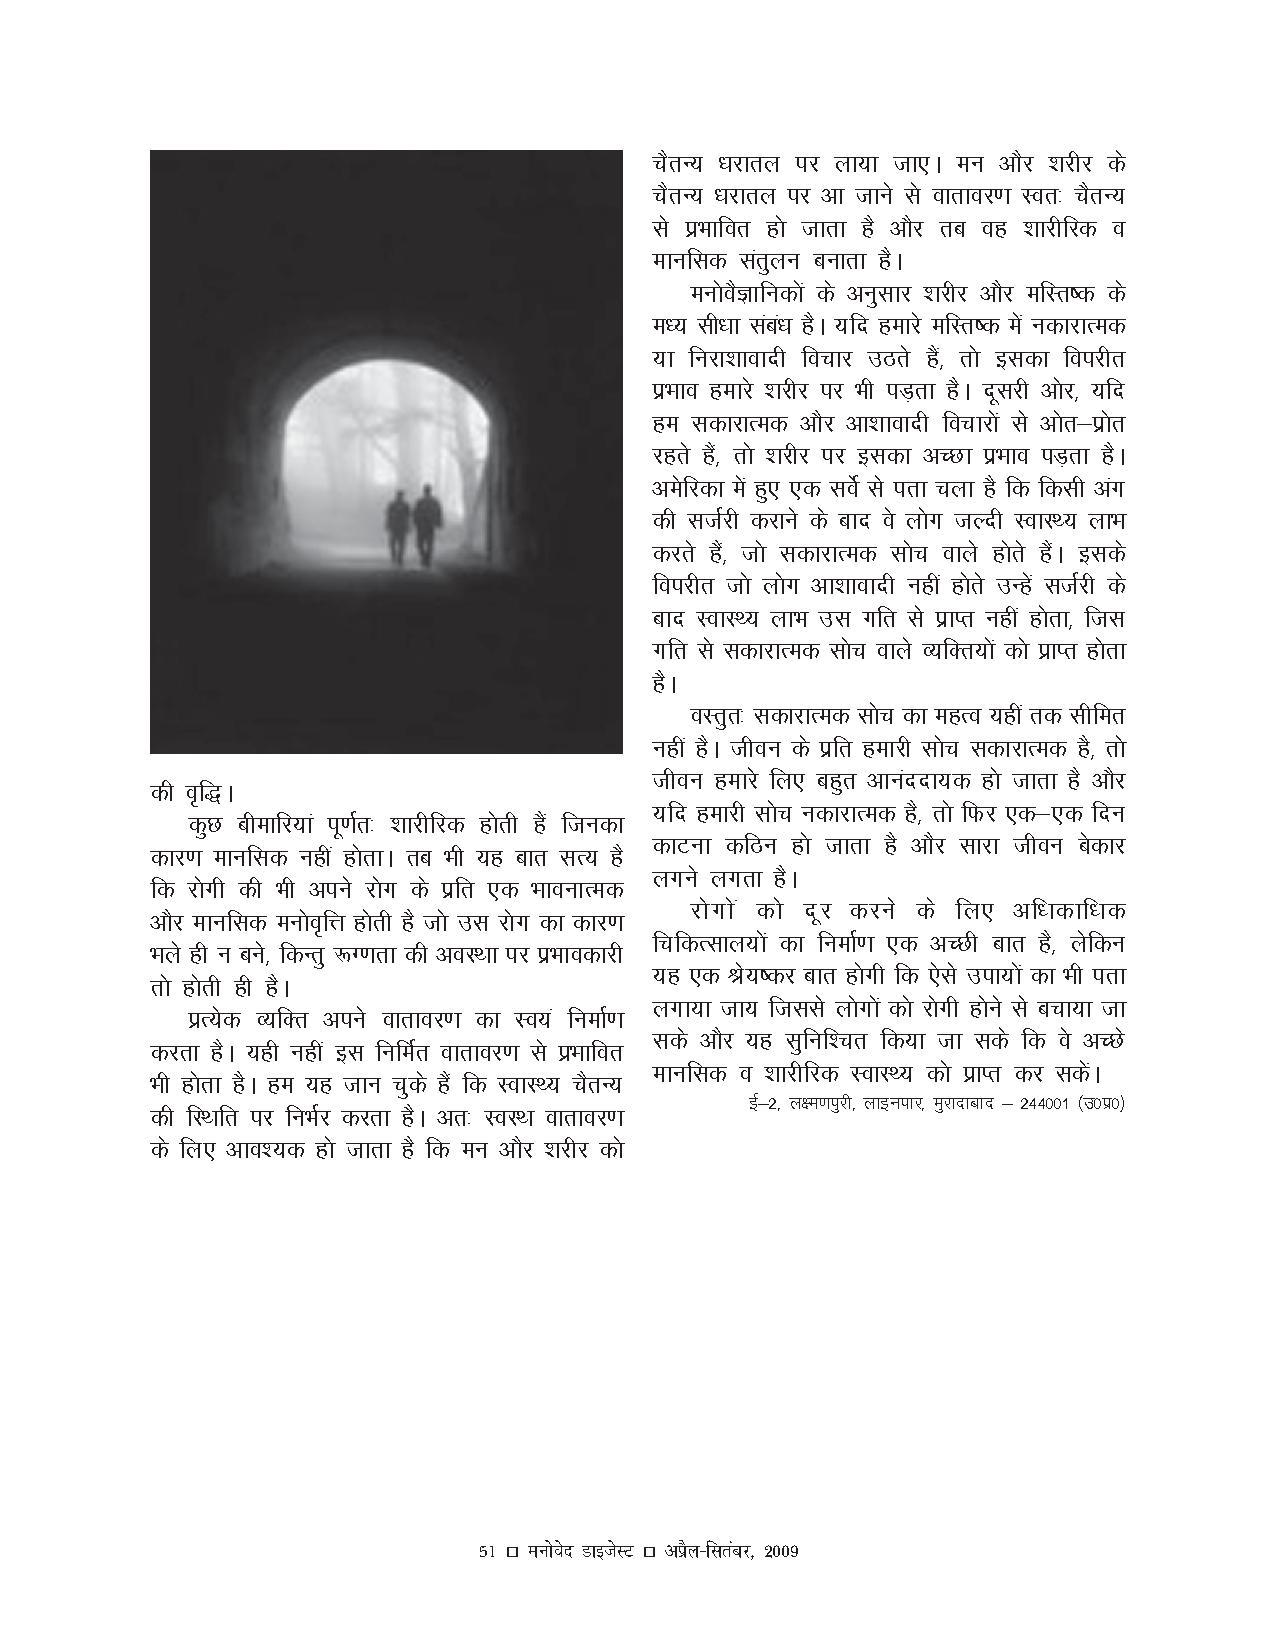 की वृद्धि।
कुछ बीमारियां पूर्णतः शारीरिक होती हैं जिनका
कारण मानसिक नहीं होता। तब भी यह बात सत्य है
कि रोगी की भी अपने रोग के प्रति एक भावनात्मक
और मानसिक मनोवृत्ति होती है जो उस रोग का कारण
भले ही न बने, किन्तु रूग्णता की अवस्था पर प्रभावकारी
तो होती ही है।
प्रत्येक व्यक्ति अपने वातावरण का स्वयं निर्माण
करता है। यही नहीं इस निर्मित वातावरण से प्रभावित
भी होता है। हम यह जान चुके हैं कि स्वास्थ्य चैतन्य
की स्थिति पर निर्भर करता है। अतः स्वस्थ वातावरण
के लिए आवश्यक हो जाता है कि मन और शरीर को
चैतन्य धरातल पर लाया जाए। मन और शरीर के
चैतन्य धरातल पर आ जाने से वातावरण स्वतः चैतन्य
से प्रभावित हो जाता है और तब वह शारीरिक व
मानसिक संतुलन बनाता है।
मनोवैज्ञानिकों के अनुसार शरीर और मस्तिष्क के
मध्य सीधा संबंध है। यदि हमारे मस्तिष्क में नकारात्मक
या निराशावादी विचार उठते हैं, तो इसका विपरीत
प्रभाव हमारे शरीर पर भी पड़ता है। दूसरी ओर, यदि
हम सकारात्मक और आशावादी विचारों से ओत–प्रोत
रहते हैं, तो शरीर पर इसका अच्छा प्रभाव पड़ता है।
अमेरिका में हुए एक सर्वे से पता चला है कि किसी अंग
की सर्जरी कराने के बाद वे लोग जल्दी स्वास्थ्य लाभ
करते हैं, जो सकारात्मक सोच वाले होते हैं। इसके
विपरीत जो लोग आशावादी नहीं होते उन्हें सर्जरी के
बाद स्वास्थ्य लाभ उस गति से प्राप्त नहीं होता, जिस
गति से सकारात्मक सोच वाले व्यक्तियों को प्राप्त होता
है।
वस्तुतः सकारात्मक सोच का महत्व यहीं तक सीमित
नहीं है। जीवन के प्रति हमारी सोच सकारात्मक है, तो
जीवन हमारे लिए बहुत आनंददायक हो जाता है और
यदि हमारी सोच नकारात्मक है, तो फिर एक–एक दिन
काटना कठिन हो जाता है और सारा जीवन बेकार
लगने लगता है।
रोगों को दूर करने के लिए अधिकाधिक
चिकित्सालयों का निर्माण एक अच्छी बात है, लेकिन
यह एक श्रेयष्कर बात होगी कि ऐसे उपायों का भी पता
लगाया जाय जिससे लोगों को रोगी होने से बचाया जा
सके और यह सुनिश्चित किया जा सके कि वे अच्छे
मानसिक व शारीरिक स्वास्थ्य को प्राप्त कर सकें।
ई–2, लक्ष्मणपुरी, लाइनपार, मुरादाबाद – 244001 (उ0प्र0)
51 □ मनोवेद डाइजेस्ट □ अप्रैल-सितंबर, 2009